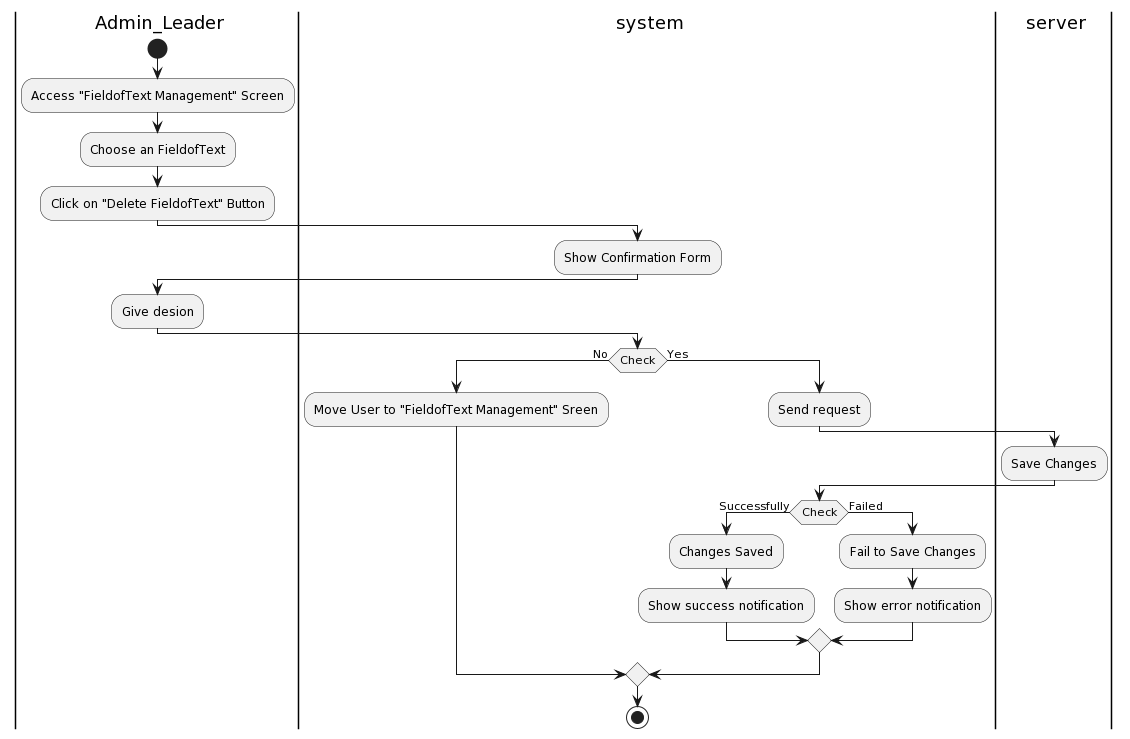 Admin_Leader
system
server
Access "FieldofText Management" Screen
Choose an FieldofText
Click on "Delete FieldofText" Button
Show Confirmation Form
Give desion
No
Check
Yes
Move User to "FieldofText Management" Sreen
Send request
Save Changes
Successfully
Check
Failed
Changes Saved
Fail to Save Changes
Show success notification
Show error notification